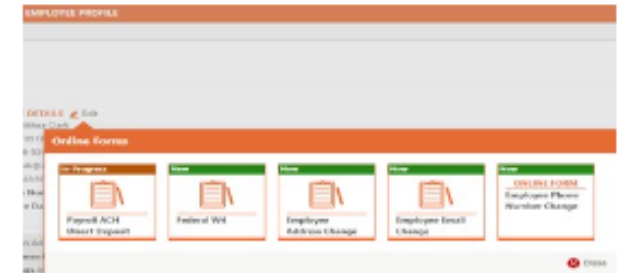 EMPLOYEE PROFILE
DETAILS Edit
Clark
Online Forms
In Progress
New
New
New
New
Payroll ACH
Direct Deposit
Federal W4
Employee
Address Change
Employee Email
Change
ONLINE FORM
Employee Phone
Number Change
Close